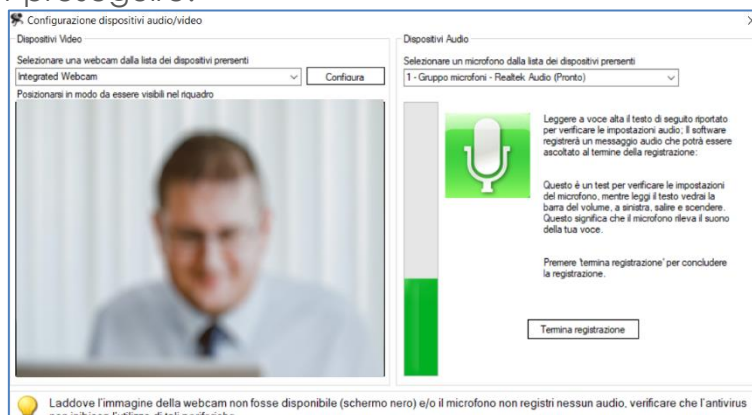 proseguire.
Configurazione dispositivi audio/video
Dispositivi Video
Selezionare una webcam dalla lista dei dispositivi prersenti
Integrated Webcam
Configura
Posizionarsi in modo da essere visibili nel riquadro
Dispositivi Audio
Selezionare un microfono dalla lista dei dispositivi prersenti
1 - Gruppo microfoni - Realtek Audio (Pronto)
Leggere a voce alta il testo di seguito riportato
per verificare le impostazioni audio; Il software
registrerà un messaggio audio che potrà essere
ascoltato al termine della registrazione:
Questo è un test per verificare le impostazioni
del microfono, mentre leggi il testo vedrai la
barra del volume, a sinistra, salire e scendere.
Questo significa che il microfono rileva il suono
della tua voce.
Premere 'termina registrazione' per concludere
la registrazione.
Termina registrazione
Laddove l'immagine della webcam non fosse disponibile (schermo
nero) e/o il microfono non registri nessun audio, verificare che l'antivirus